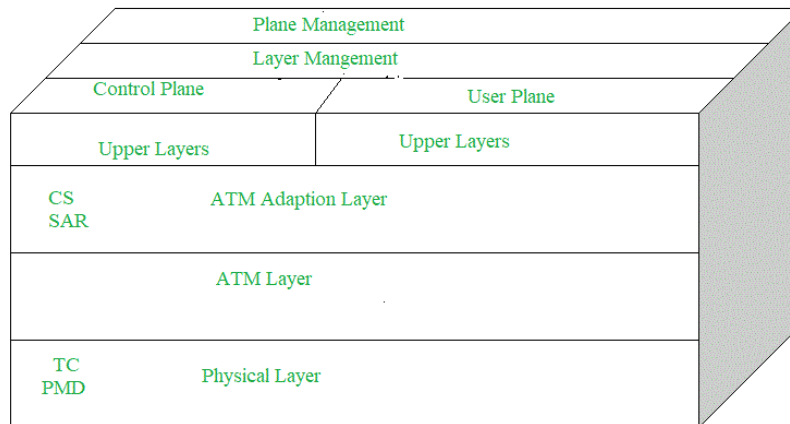 Plane Management
Layer Mangement
Control Plane
User Plane
Upper Layers
Upper Layers
CS
SAR
ATM Adaption Layer
ATM Layer
TC
PMD
Physical Layer